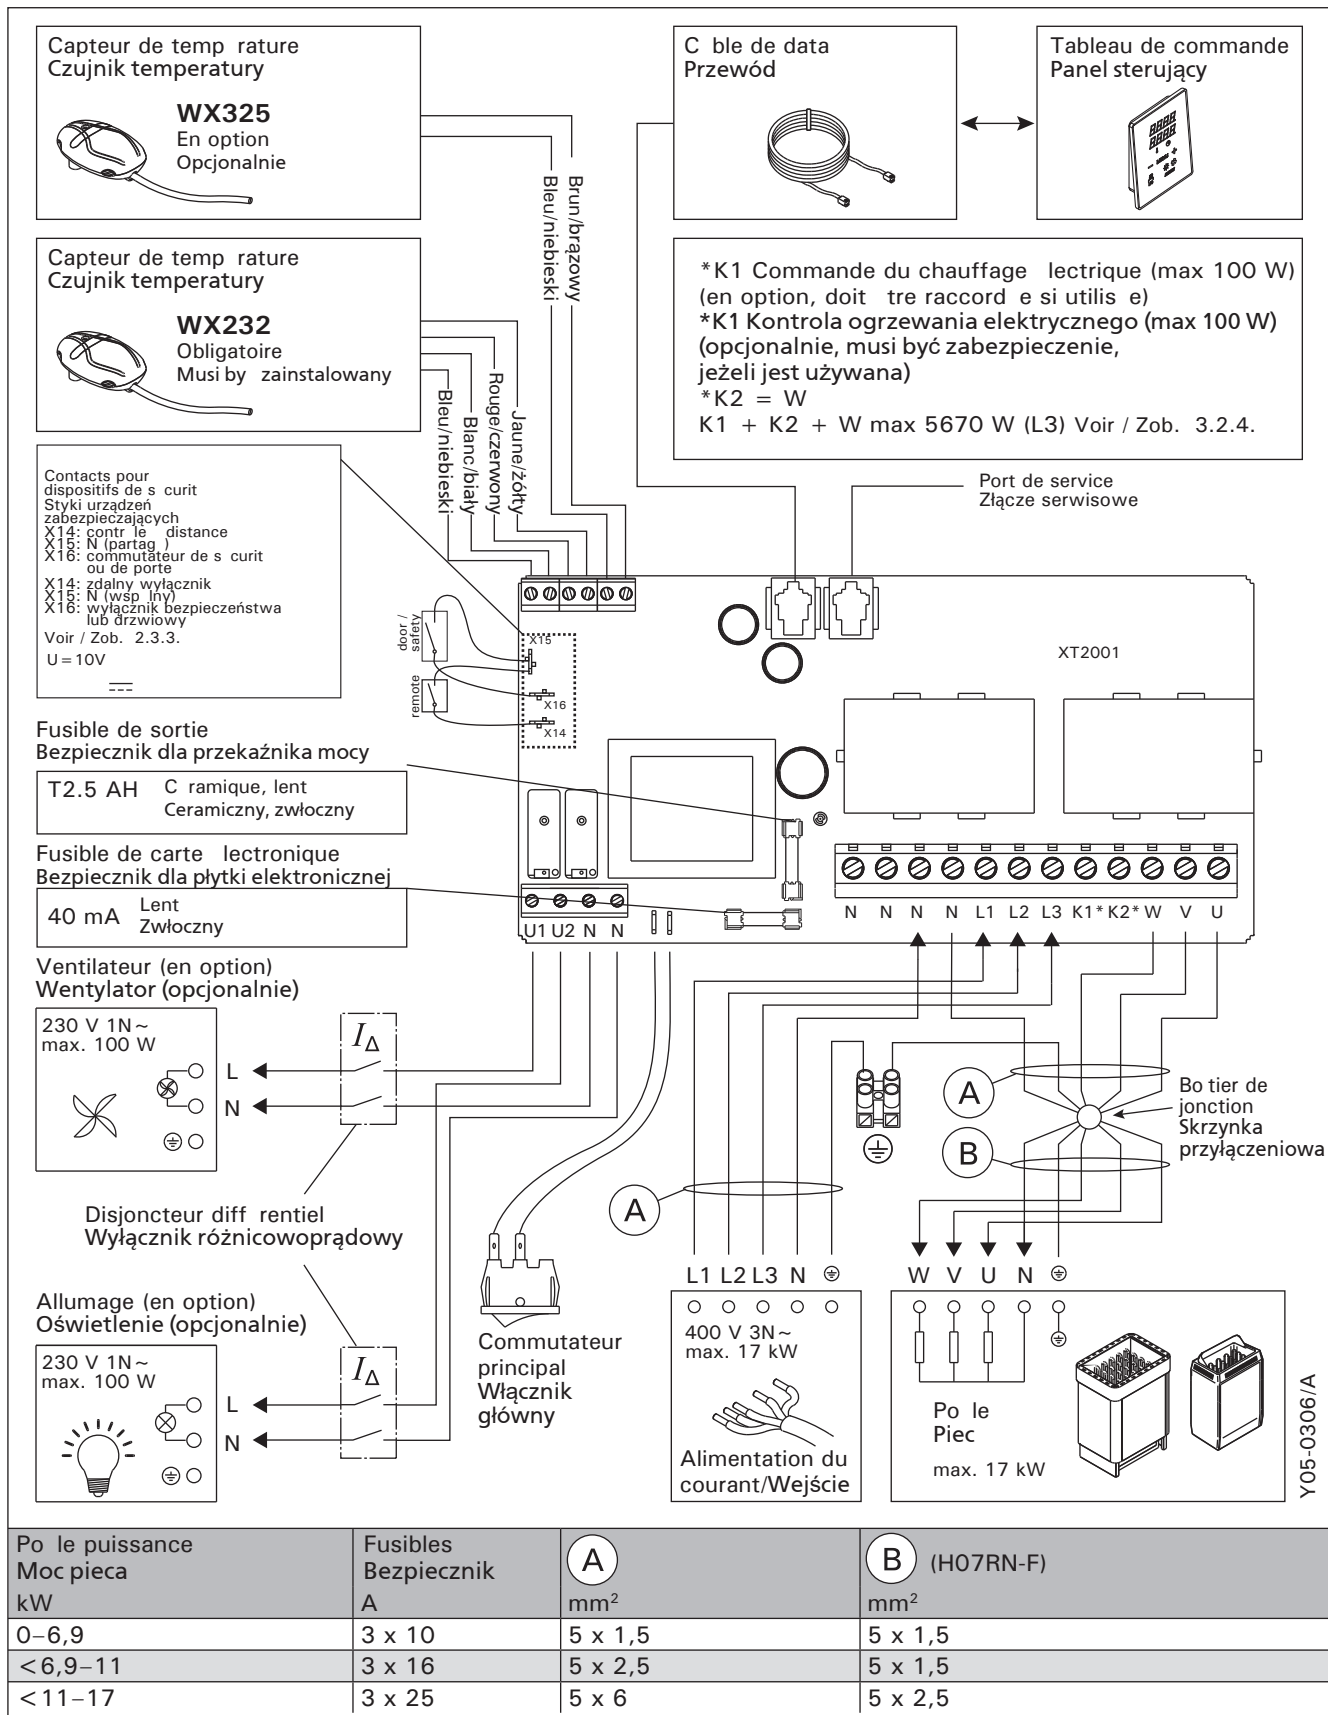 Capteur de temp rature
Czujnik temperatury
WX325
En option
Opcjonalnie
C ble de data
Przewód
Tableau de commande
Panel sterujący
Brun/brązowy
Bleu/niebieski
Capteur de temp rature
Czujnik temperatury
WX232
Obligatoire
Musi by zainstalowany
Jaune/żółty
Rouge/czerwony
Blanc/biały
Bleu/niebieski
*K1 Commande du chauffage lectrique (max 100 W)
(en option, doit tre raccord e si utilis e)
*K1 Kontrola ogrzewania elektrycznego (max 100 W)
(opcjonalnie, musi być zabezpieczenie,
jeżeli jest używana)
*K2 = W
K1 + K2 + W max 5670 W (L3) Voir / Zob. 3.2.4.
Contacts pour
dispositifs de s curit
Styki urządzeń
zabezpieczających
X14: contr le distance
X15: N (partag )
X16: commutateur de s curit
ou de porte
X14: zdalny wyłącznik
X15: N (wsp lny)
X16: wyłącznik bezpieczeństwa
lub drzwiowy
Voir / Zob. 2.3.3.
U=10V
Port de service
Złącze serwisowe
door /
safety
remote
X15
X16
X14
XT2001
Fusible de sortie
Bezpiecznik dla przekaźnika mocy
T2.5 AH C ramique, lent
Ceramiczny, zwłoczny
Fusible de carte lectronique
Bezpiecznik dla płytki elektronicznej
40 mA Lent
Zwłoczny
U1 U2 N N
N N N N L1 L2 L3 K1* K2* W V U
Ventilateur (en option)
Wentylator (opcjonalnie)
230 V 1N~
max. 100 W
L
N
IΔ
A
B
Bo tier de
jonction
Skrzynka
przyłączeniowa
A
Disjoncteur diff rentiel
Wyłącznik różnicowoprądowy
Allumage (en option)
Oświetlenie (opcjonalnie)
230 V 1N~
max. 100 W
L
N
IΔ
Commutateur
principal
Włącznik
główny
L1 L2 L3 N
400 V 3N~
max. 17 kW
Alimentation du
courant/Wejście
W V U N
Po le
Piec
max. 17 kW
Y05-0306/A
Po le puissance Fusibles A B (H07RN-F)
Moc pieca Bezpiecznik
kW A mm² mm²
0–6,9 3 x 10 5 x 1,5 5 x 1,5
<6,9–11 3 x 16 5 x 2,5 5 x 1,5
<11–17 3 x 25 5 x 6 5 x 2,5